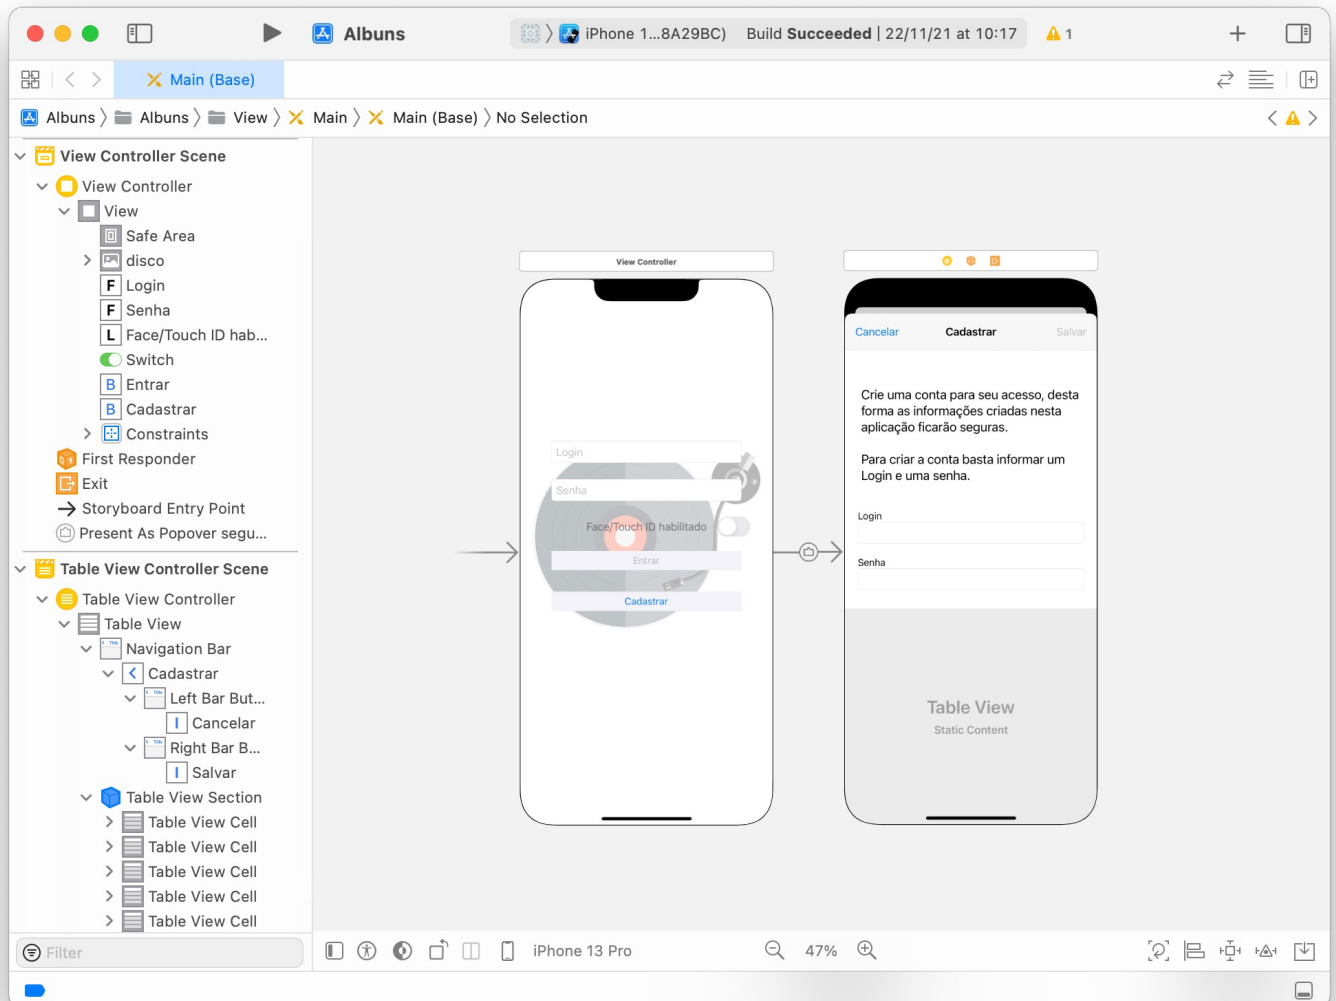 Albuns
iPhone 1...8A29BC) Build Succeeded | 22/11/21 at 10:17
1
Main (Base)
Albuns
Albuns
View
Main
Main (Base)
No Selection
View Controller Scene
View Controller
View
Safe Area
disco
F Login
F Senha
L Face/Touch ID hab...
Switch
B Entrar
B Cadastrar
Constraints
First Responder
Exit
Storyboard Entry Point
Present As Popover segu...
Table View Controller Scene
Table View Controller
Table View
Navigation Bar
Cadastrar
Left Bar But...
I Cancelar
Right Bar B...
I Salvar
Table View Section
Table View Cell
Table View Cell
Table View Cell
Table View Cell
Table View Cell
Filter
View Controller
Login
Senha
Face/Touch ID habilitado
Entrar
Cadastrar
Cancelar Cadastrar Salvar
Crie uma conta para seu acesso, desta
forma as informações criadas nesta
aplicação ficarão seguras.
Para criar a conta basta informar um
Login e uma senha.
Login
Senha
Table View
Static Content
iPhone 13 Pro
47%